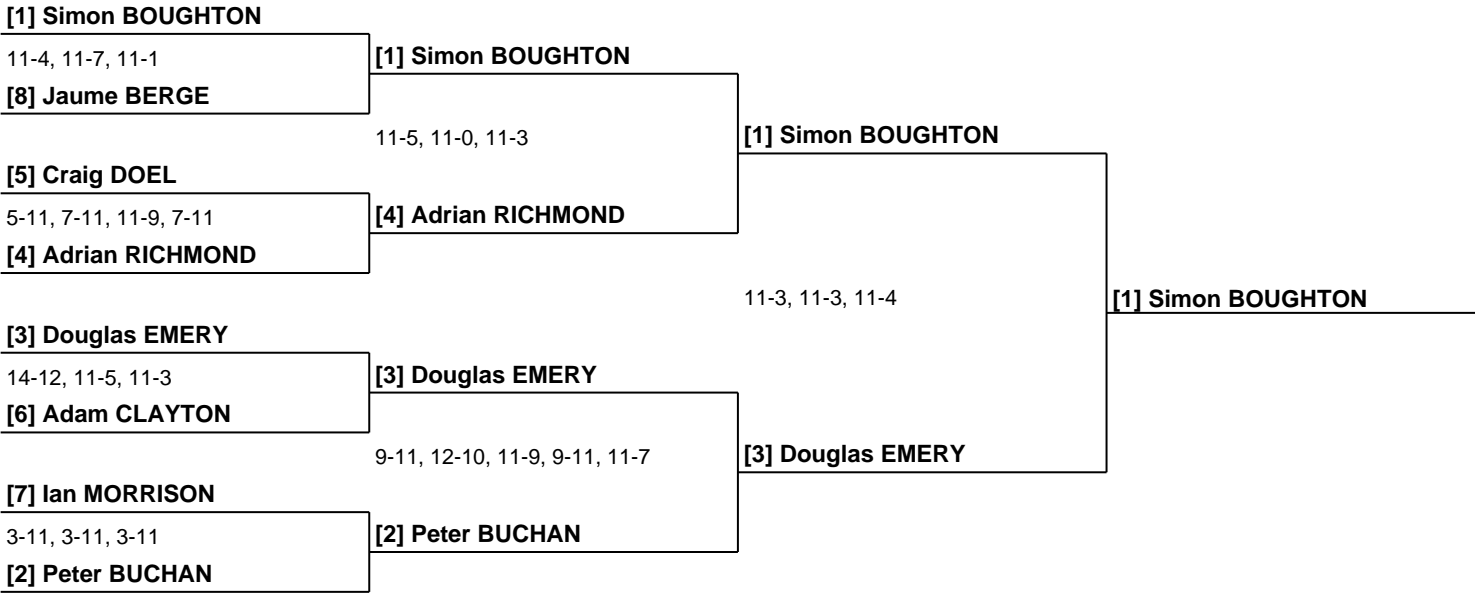 [1] Simon BOUGHTON
11-4, 11-7, 11-1
[8] Jaume BERGE
[5] Craig DOEL
5-11, 7-11, 11-9, 7-11
[4] Adrian RICHMOND
[3] Douglas EMERY
14-12, 11-5, 11-3
[6] Adam CLAYTON
[7] Ian MORRISON
3-11, 3-11, 3-11
[2] Peter BUCHAN
[1] Simon BOUGHTON
11-5, 11-0, 11-3
[4] Adrian RICHMOND
[3] Douglas EMERY
9-11, 12-10, 11-9, 9-11, 11-7
[2] Peter BUCHAN
[1] Simon BOUGHTON
11-3, 11-3, 11-4
[3] Douglas EMERY
[1] Simon BOUGHTON